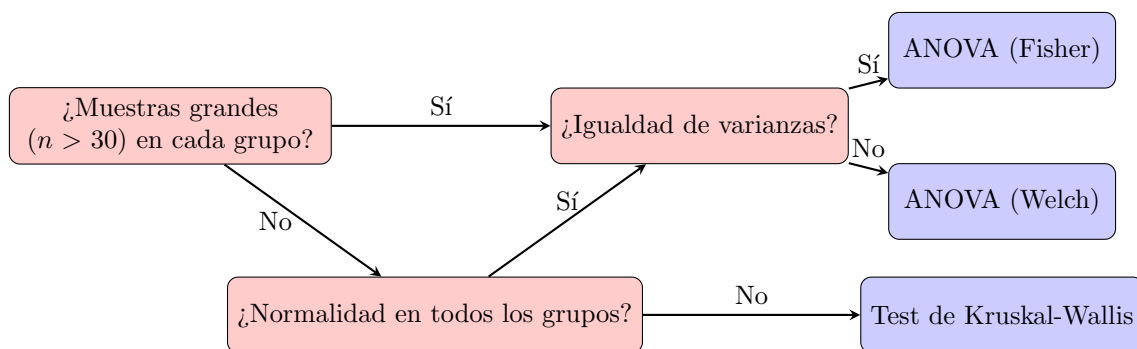 ¿Muestras grandes
(n > 30) en cada grupo?
Sí
¿Igualdad de varianzas?
Sí
ANOVA (Fisher)
No
ANOVA (Welch)
No
Sí
¿Normalidad en todos los grupos?
No
Test de Kruskal-Wallis